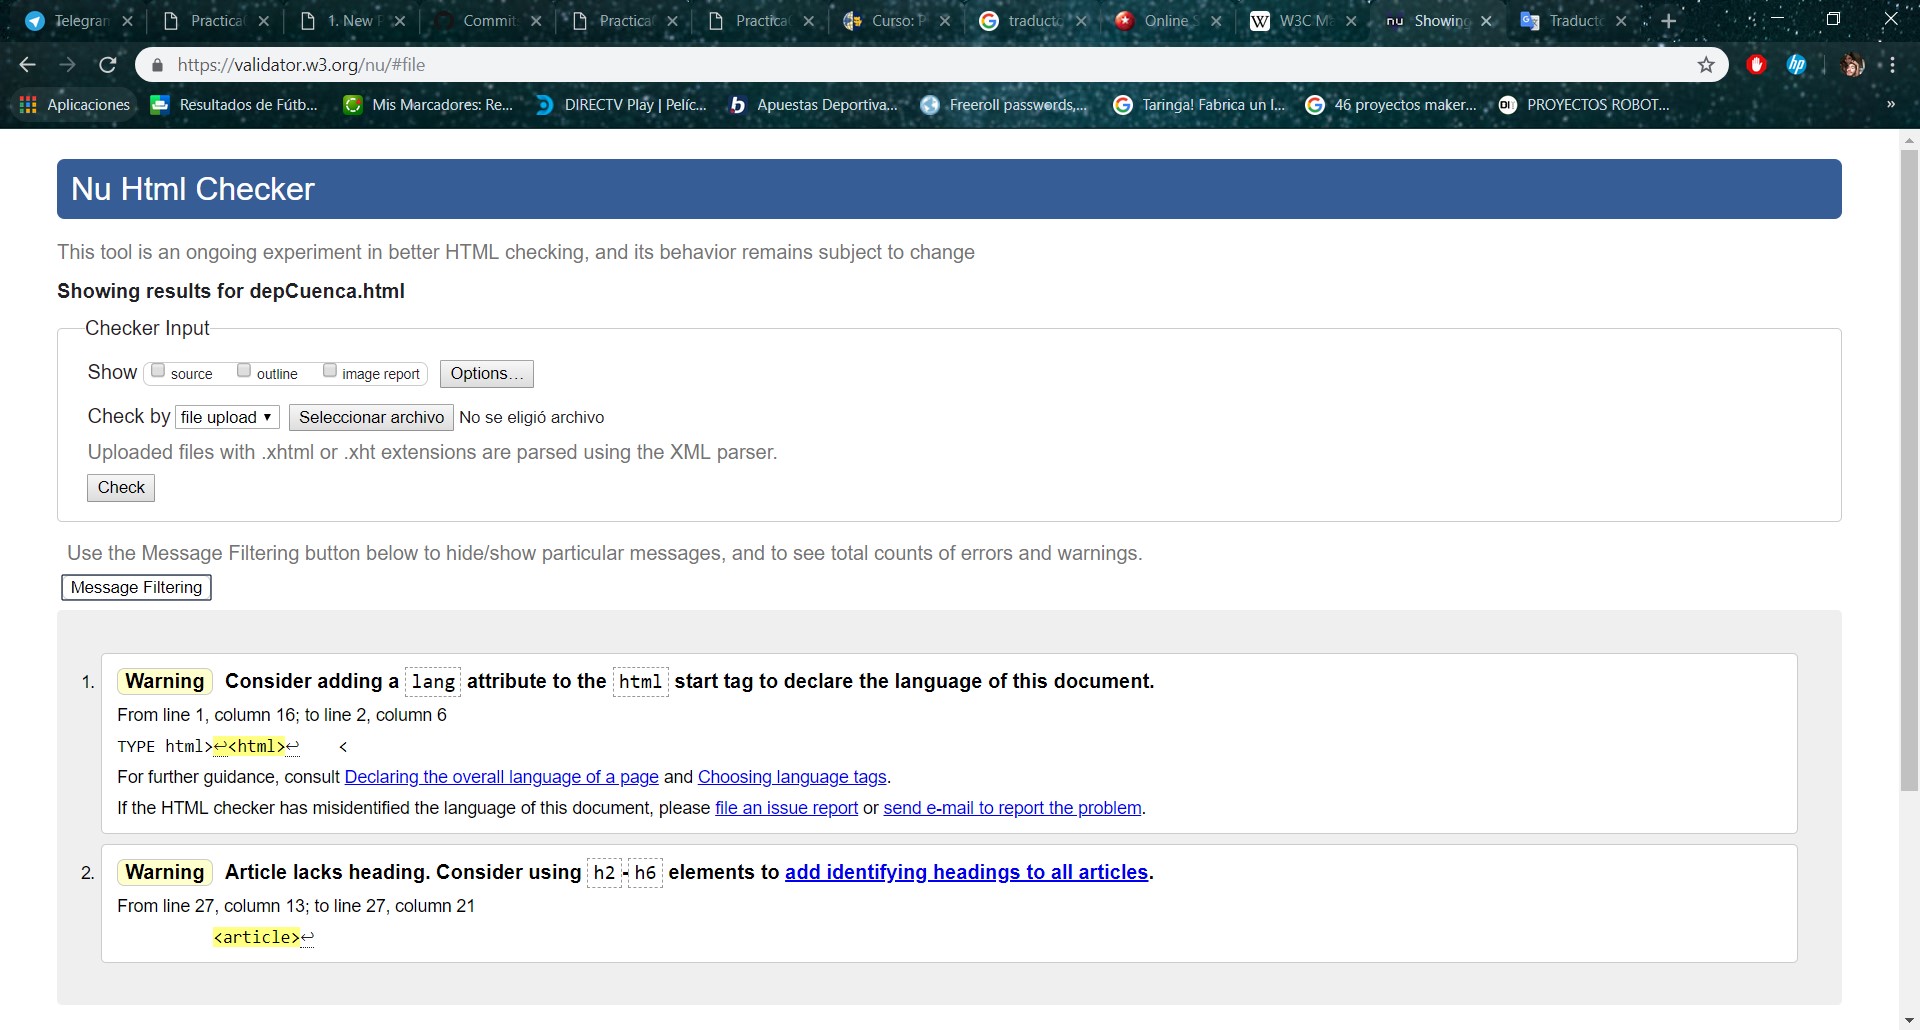 Telegram
Practica
1. New P
Commits
Practica
Practica
Curso: P
traducto
Online S
W3C Ma
Showing
Traducto
https://validator.w3.org/nu/#file
Aplicaciones
Resultados de Fútb...
Mis Marcadores: Re...
DIRECTV Play | Pelíc...
Apuestas Deportiva...
Freeroll passwords,...
Taringa! Fabrica un I...
46 proyectos maker...
PROYECTOS ROBOT...
»
Nu Html Checker
This tool is an ongoing experiment in better HTML checking, and its behavior remains subject to change
Showing results for depCuenca.html
Checker Input
Show source outline image report Options...
Check by file upload Seleccionar archivo No se eligió archivo
Uploaded files with .xhtml or .xht extensions are parsed using the XML parser.
Check
Use the Message Filtering button below to hide/show particular messages, and to see total counts of errors and warnings.
Message Filtering
1. Warning Consider adding a lang attribute to the html start tag to declare the language of this document.
From line 1, column 16; to line 2, column 6
TYPE html>↩<html>↩ <
For further guidance, consult Declaring the overall language of a page and Choosing language tags.
If the HTML checker has misidentified the language of this document, please file an issue report or send e-mail to report the problem.
2. Warning Article lacks heading. Consider using h2-h6 elements to add identifying headings to all articles.
From line 27, column 13; to line 27, column 21
<article>↩